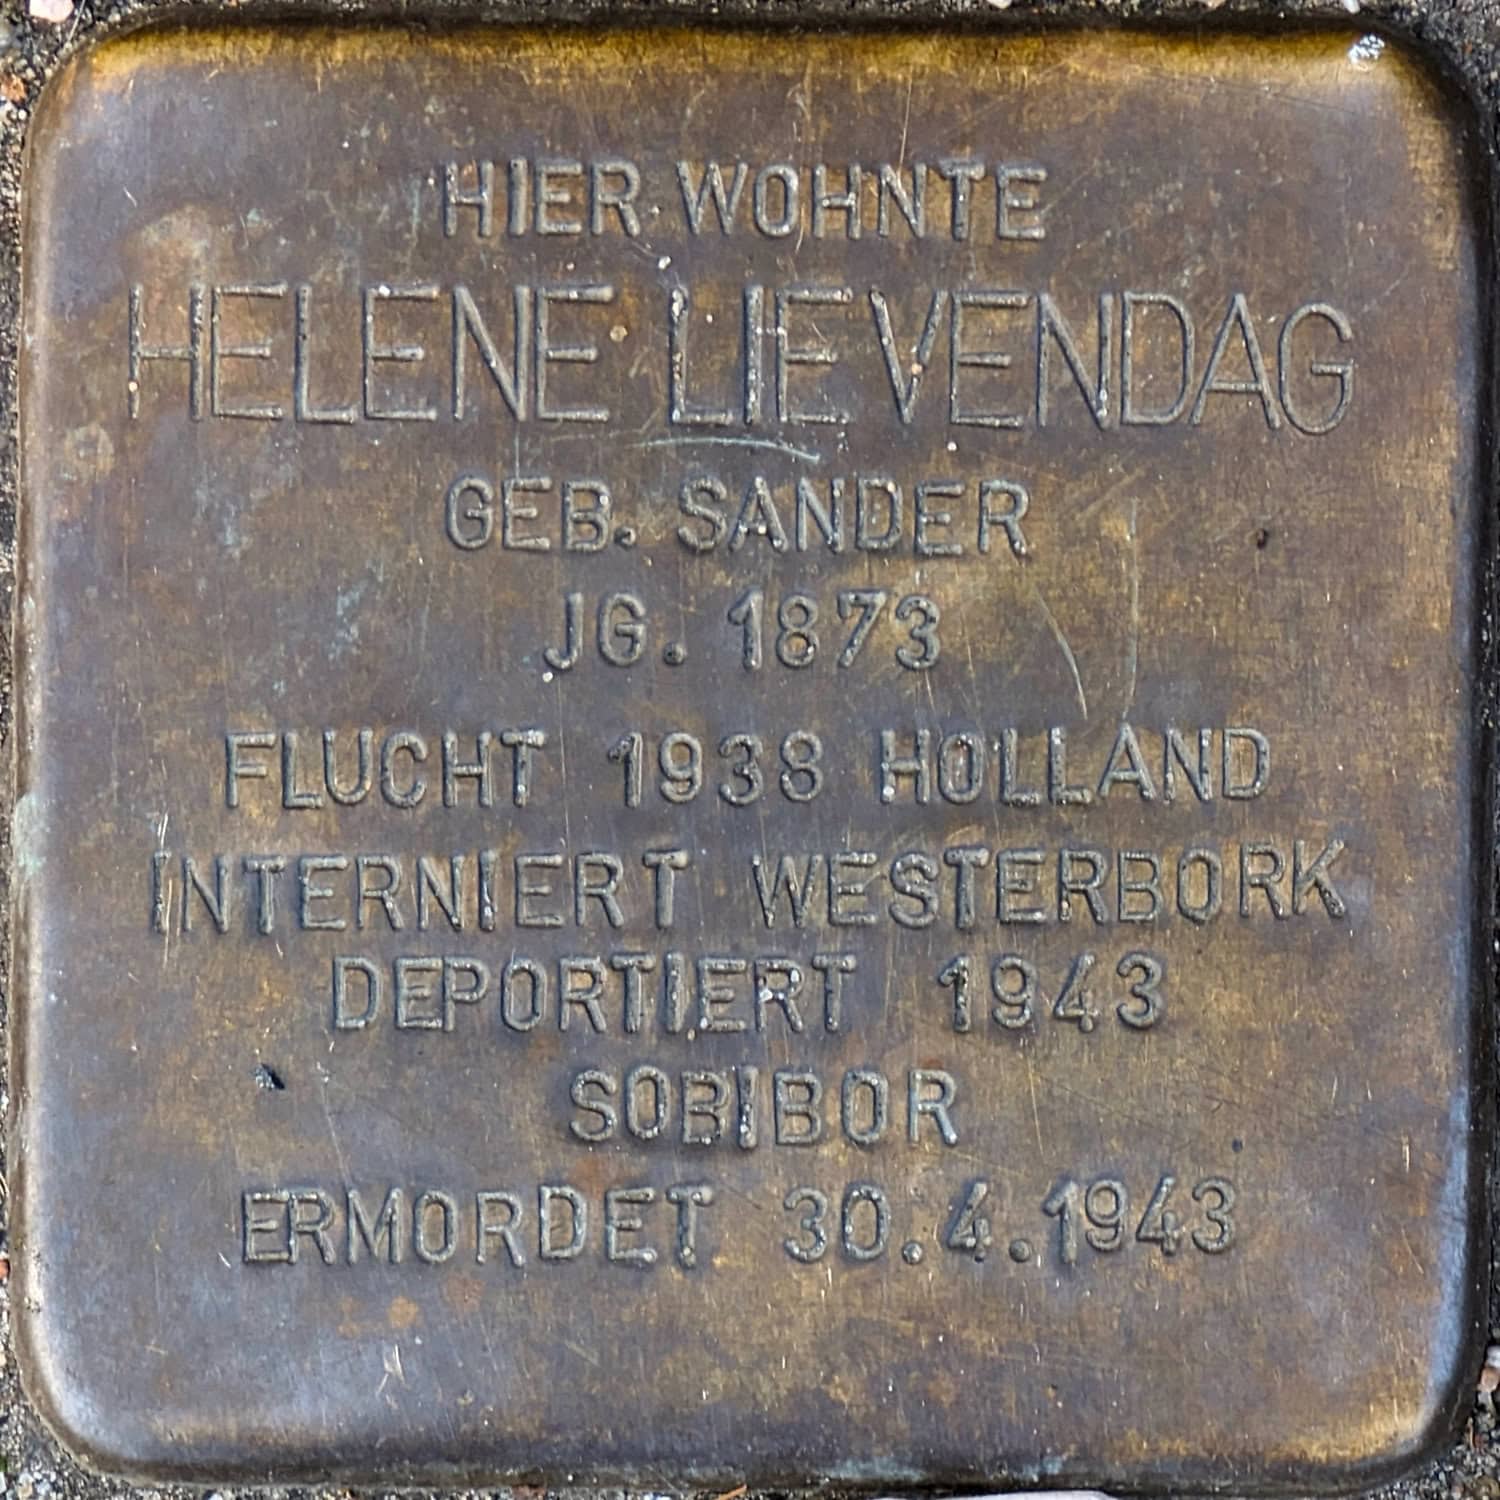 HIER WOHNTE
HELENE LIEVENDAG
GEB. SANDER
JG. 1873
FLUCHT 1938 HOLLAND
INTERNIERT WESTERBORK
DEPORTIERT 1943
SOBIBOR
ERMORDET 30.4.1943